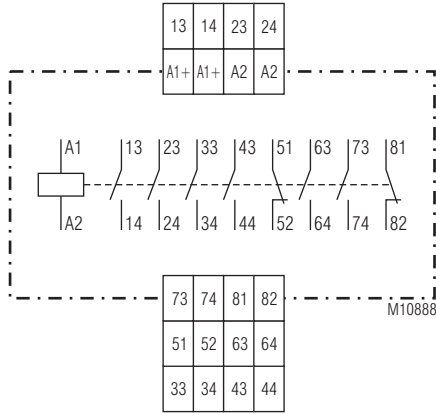 13 14 23 24
A1+ A1+ A2 A2
A1 13 23 33 43 51 63 73 81
A2 14 24 34 44 52 64 74 82
73 74 81 82
M10888
51 52 63 64
33 34 43 44